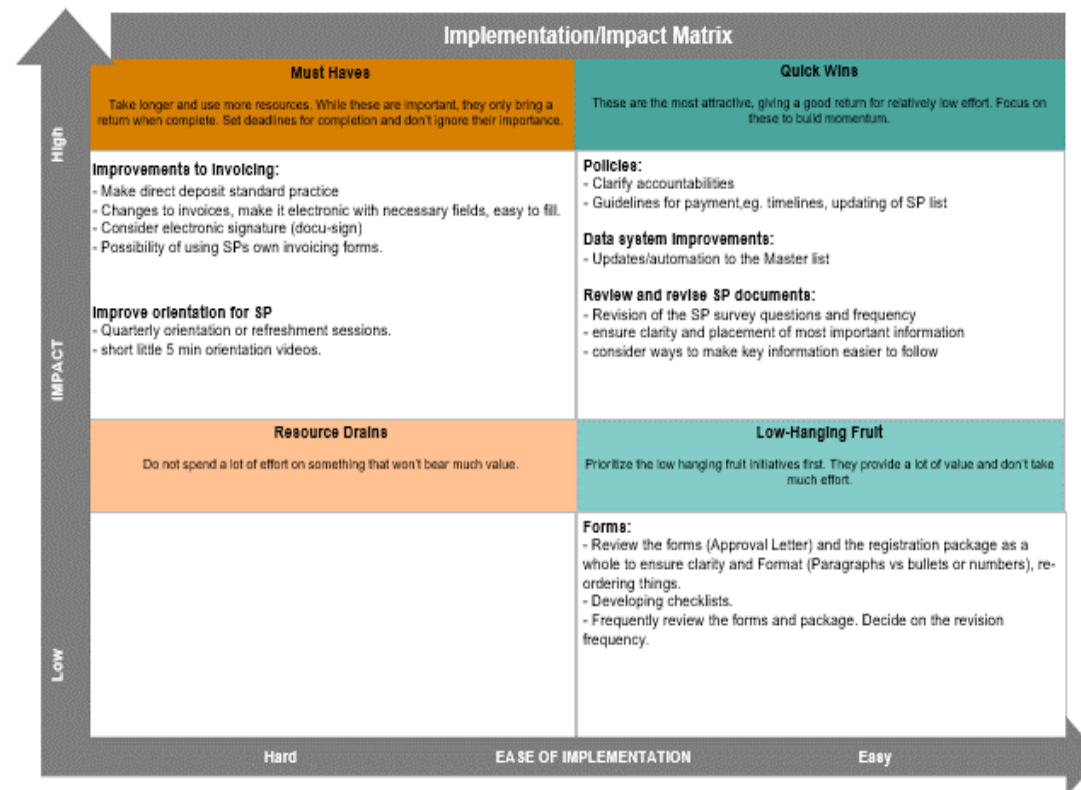 Implementation/Impact Matrix
Must Haves
Take longer and use more resources. While these are important, they only bring a
return when complete. Set deadlines for completion and don't ignore their importance.
Quick Wins
These are the most attractive, giving a good return for relatively low effort. Focus on
these to build momentum.
High
Improvements to Invoicing:
- Make direct deposit standard practice
- Changes to invoices, make it electronic with necessary fields, easy to fill.
- Consider electronic signature (docu-sign)
- Possibility of using SPs own invoicing forms.
Improve orientation for SP
- Quarterly orientation or refreshment sessions.
- short little 5 min orientation videos.
Policies:
- Clarify accountabilities
- Guidelines for payment,eg. timelines, updating of SP list
Data system Improvements:
- Updates/automation to the Master list
Review and revise SP documents:
- Revision of the SP survey questions and frequency
- ensure clarity and placement of most important information
- consider ways to make key information easier to follow
IMPACT
Resource Drains
Do not spend a lot of effort on something that won't bear much value.
Low-Hanging Fruit
Prioritize the low hanging fruit initiatives first. They provide a lot of value and don't take
much effort.
Forms:
- Review the forms (Approval Letter) and the registration package as a
whole to ensure clarity and Format (Paragraphs vs bullets or numbers), re-
ordering things.
- Developing checklists.
- Frequently review the forms and package. Decide on the revision
frequency.
Low
Hard
EASE OF IMPLEMENTATION
Easy